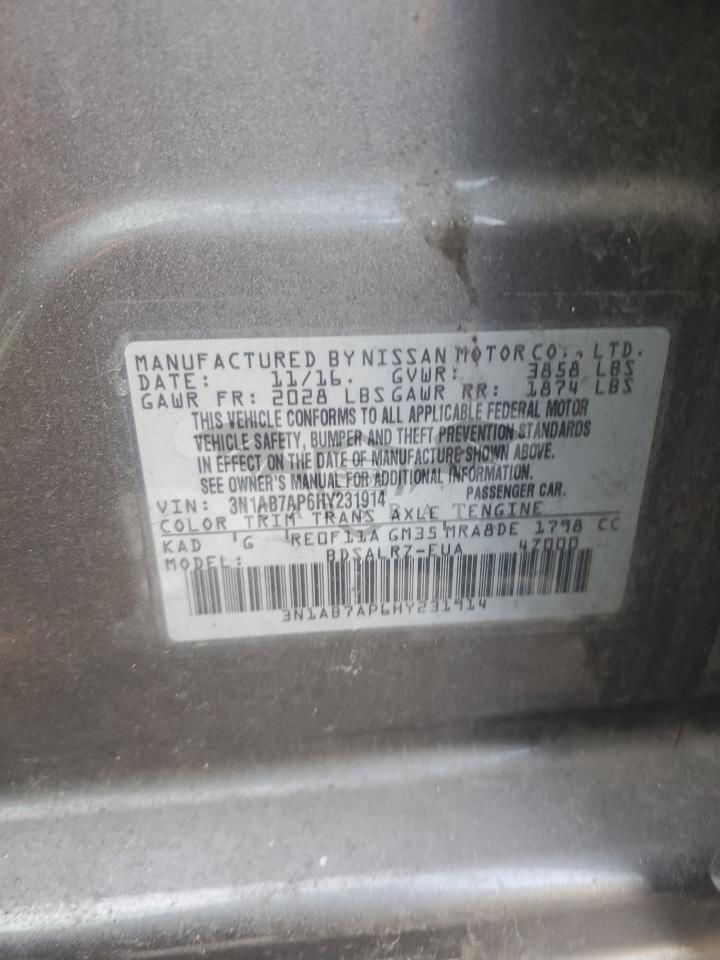 MANUFACTURED BY NISSAN MOTOR CO., LTD.
DATE: 11/16. GVWR: 3858 LBS
GAWR FR: 2028 LBS GAWR RR: 1874 LBS
THIS VEHICLE CONFORMS TO ALL APPLICABLE FEDERAL MOTOR
VEHICLE SAFETY, BUMPER AND THEFT PREVENTION STANDARDS
IN EFFECT ON THE DATE OF MANUFACTURE SHOWN ABOVE.
SEE OWNER'S MANUAL FOR ADDITIONAL INFORMATION.
VIN: 3N1AB7AP6HY231914 PASSENGER CAR.
COLOR TRIM TRANS AXLE ENGINE
KAD G RE0F11A GM35 MRA8DE 1798 CC
MODEL: BDSALRZ-EUA 47000
3N1AB7AP6HY231914